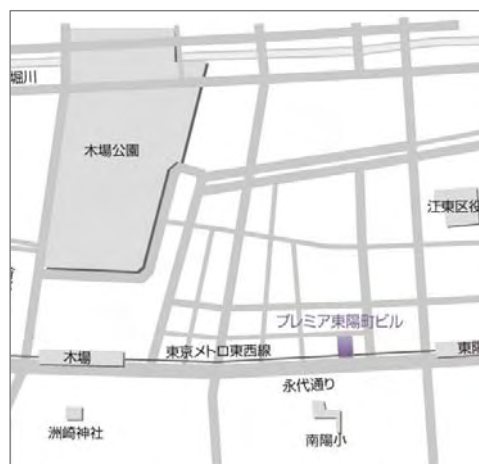 堀川
木場公園
江東区役
プレミア東陽町ビル
東京メトロ東西線
木場
東陽
永代通り
洲崎神社
南陽小